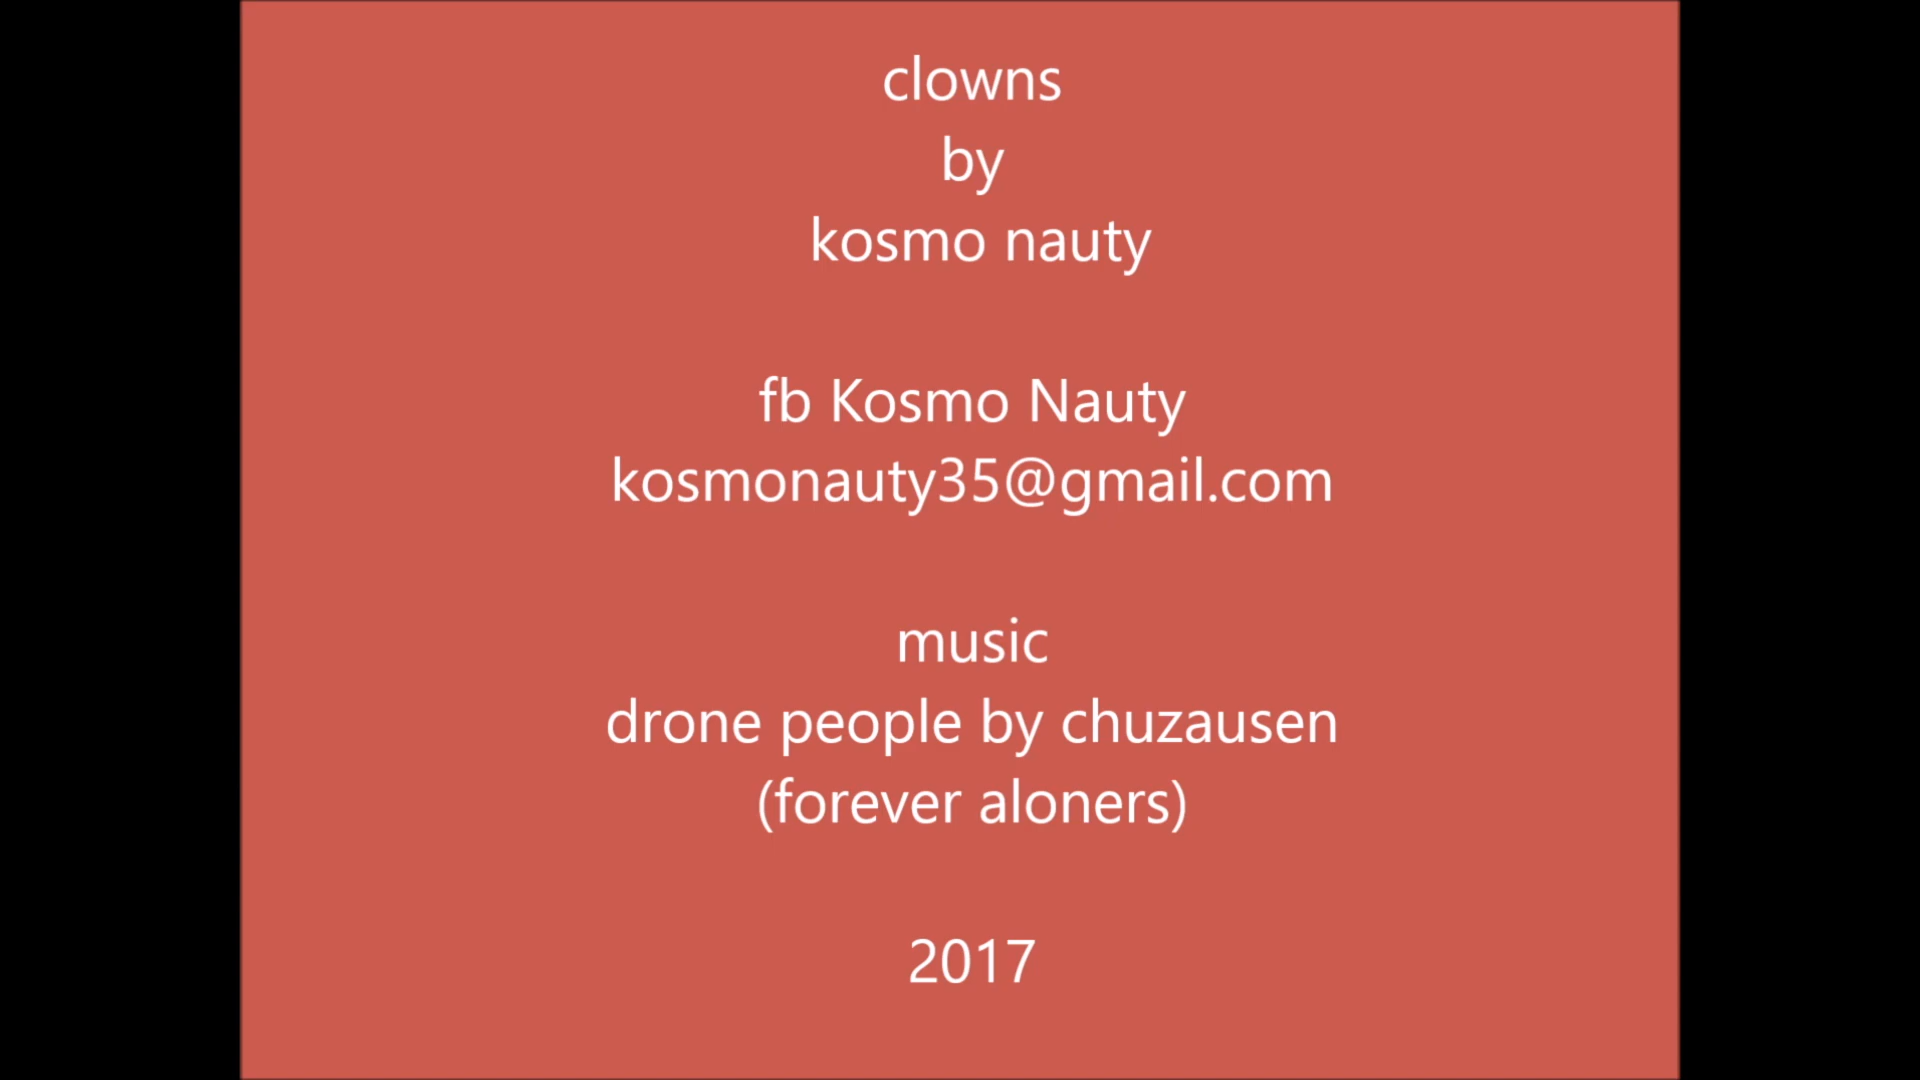 clowns
by
kosmo nauty
fb Kosmo Nauty
kosmonauty35@gmail.com
music
drone people by chuzausen
(forever aloners)
2017